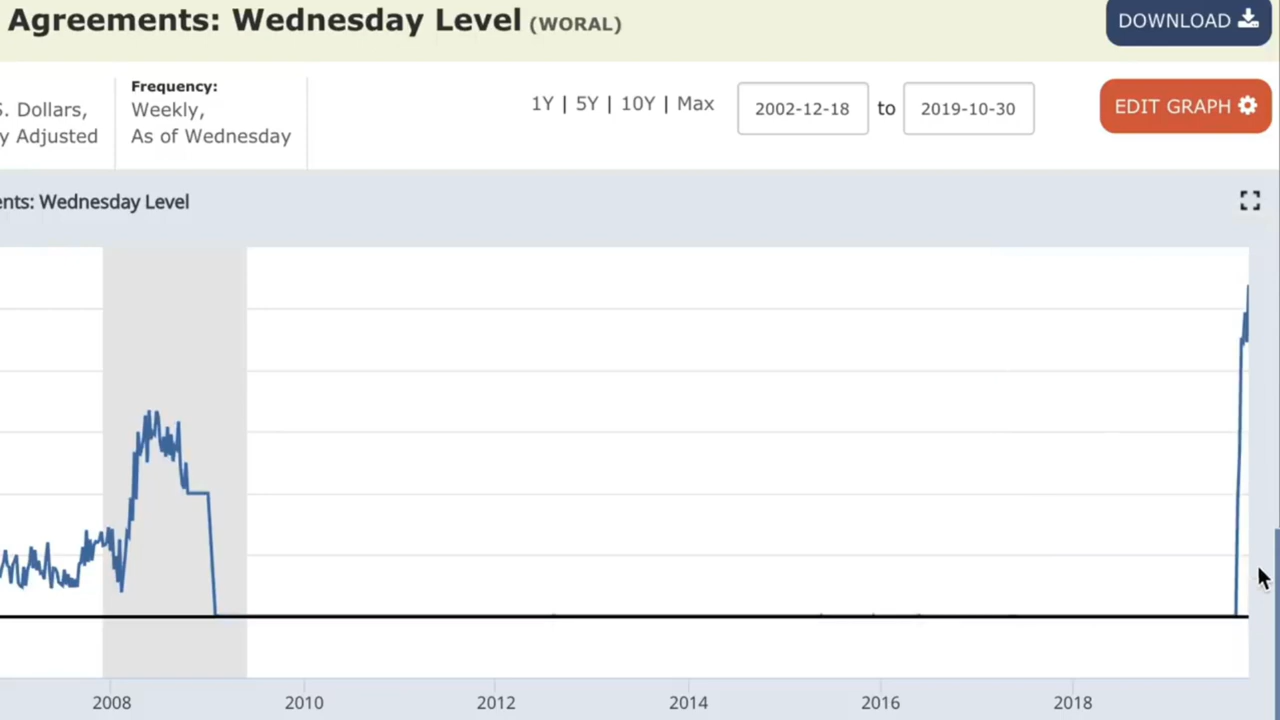 Agreements: Wednesday Level (WORAL)
DOWNLOAD
Frequency:
S. Dollars,
Weekly,
y Adjusted
As of Wednesday
1Y | 5Y | 10Y | Max
2002-12-18 to 2019-10-30
EDIT GRAPH
ents: Wednesday Level
2008 2010 2012 2014 2016 2018